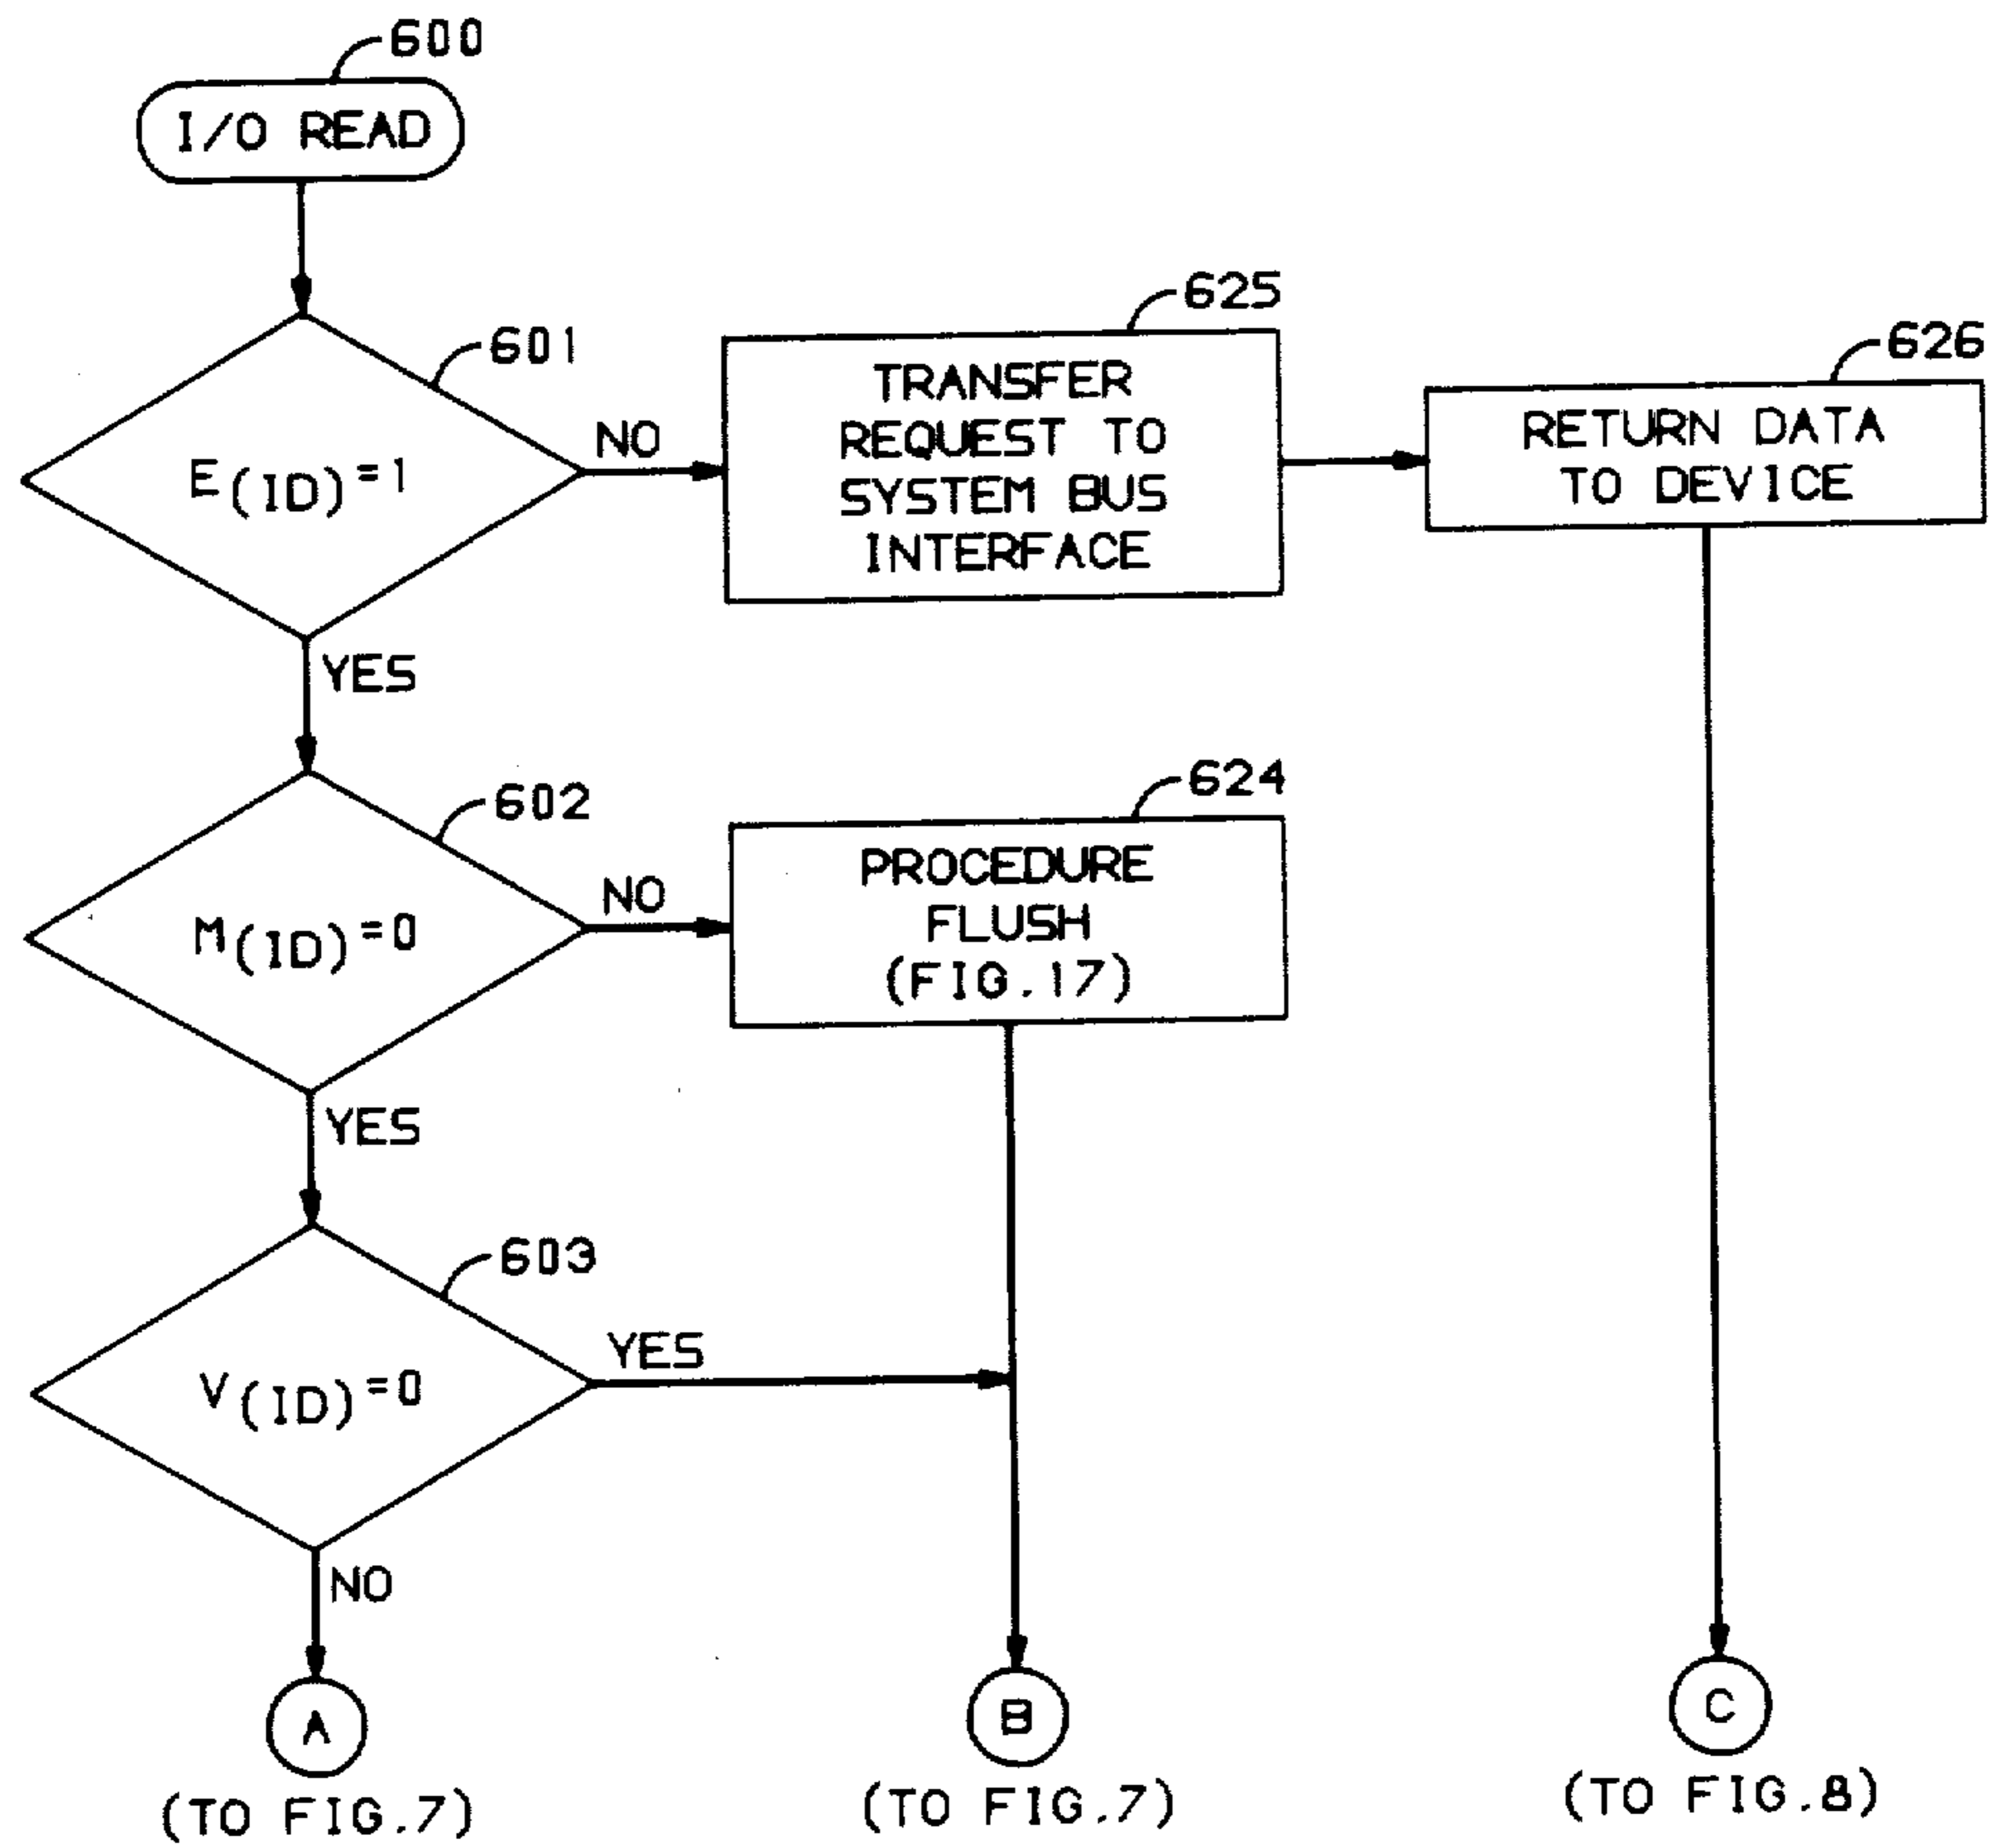 600
I/O READ
601
E(ID)=1
NO
625
TRANSFER
REQUEST TO
SYSTEM BUS
INTERFACE
626
RETURN DATA
TO DEVICE
YES
602
M(ID)=0
NO
624
PROCEDURE
FLUSH
(FIG.17)
YES
603
V(ID)=0
YES
NO
A
(TO FIG.7)
B
(TO FIG.7)
C
(TO FIG.8)